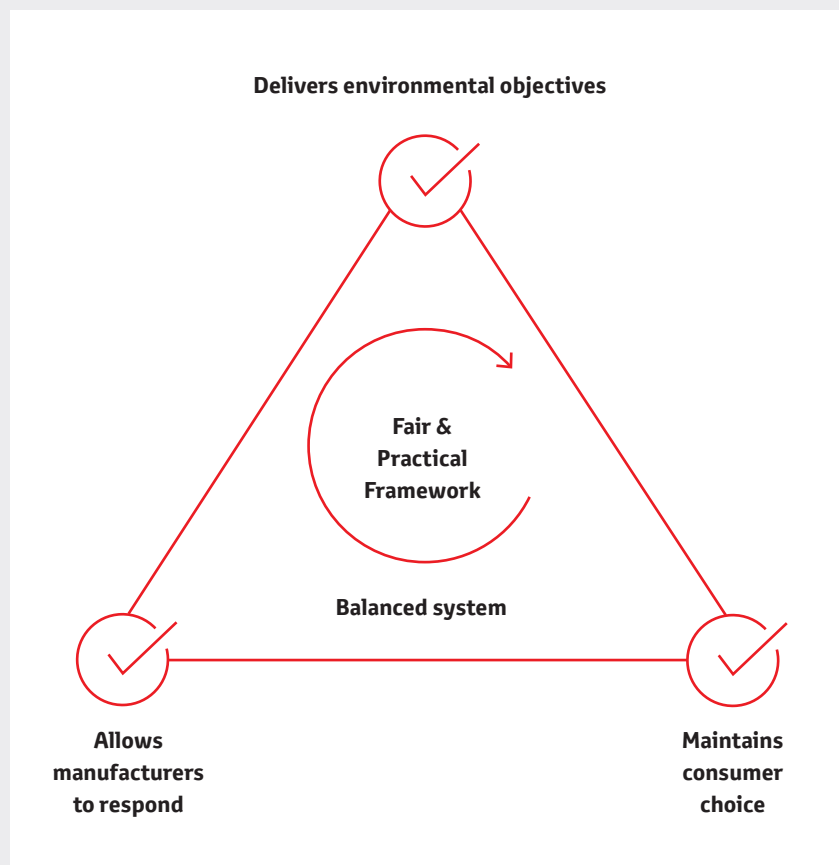 Delivers environmental objectives
Fair &
Practical
Framework
Balanced system
Allows
manufacturers
to respond
Maintains
consumer
choice